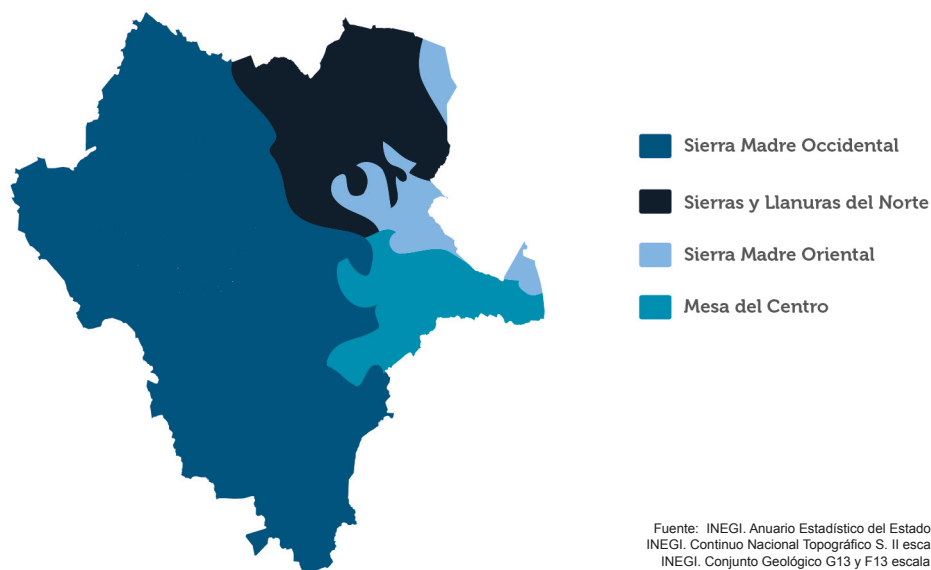 Sierra Madre Occidental
Sierras y Llanuras del Norte
Sierra Madre Oriental
Mesa del Centro
Fuente: INEGI. Anuario Estadístico del Estado
INEGI. Continuo Nacional Topográfico S. II esca
INEGI. Conjunto Geológico G13 y F13 escala